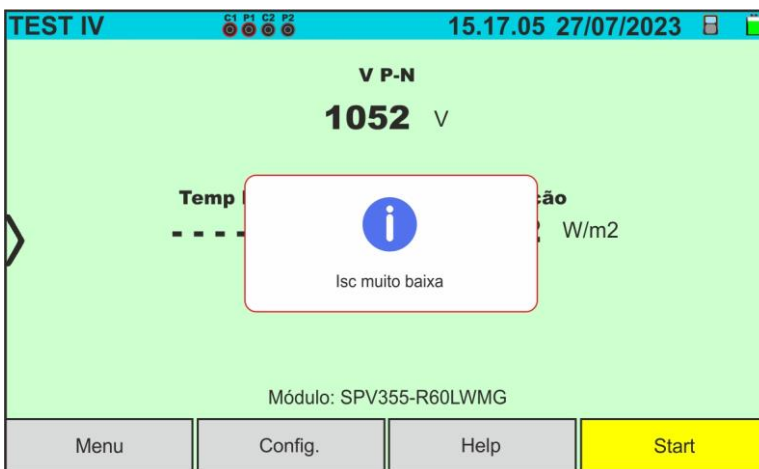 TEST IV C1 P1 C2 P2 15.17.05 27/07/2023
V P-N
1052 V
Temp ção
- - - - W/m2
Isc muito baixa
Módulo: SPV355-R60LWMG
Menu Config. Help Start